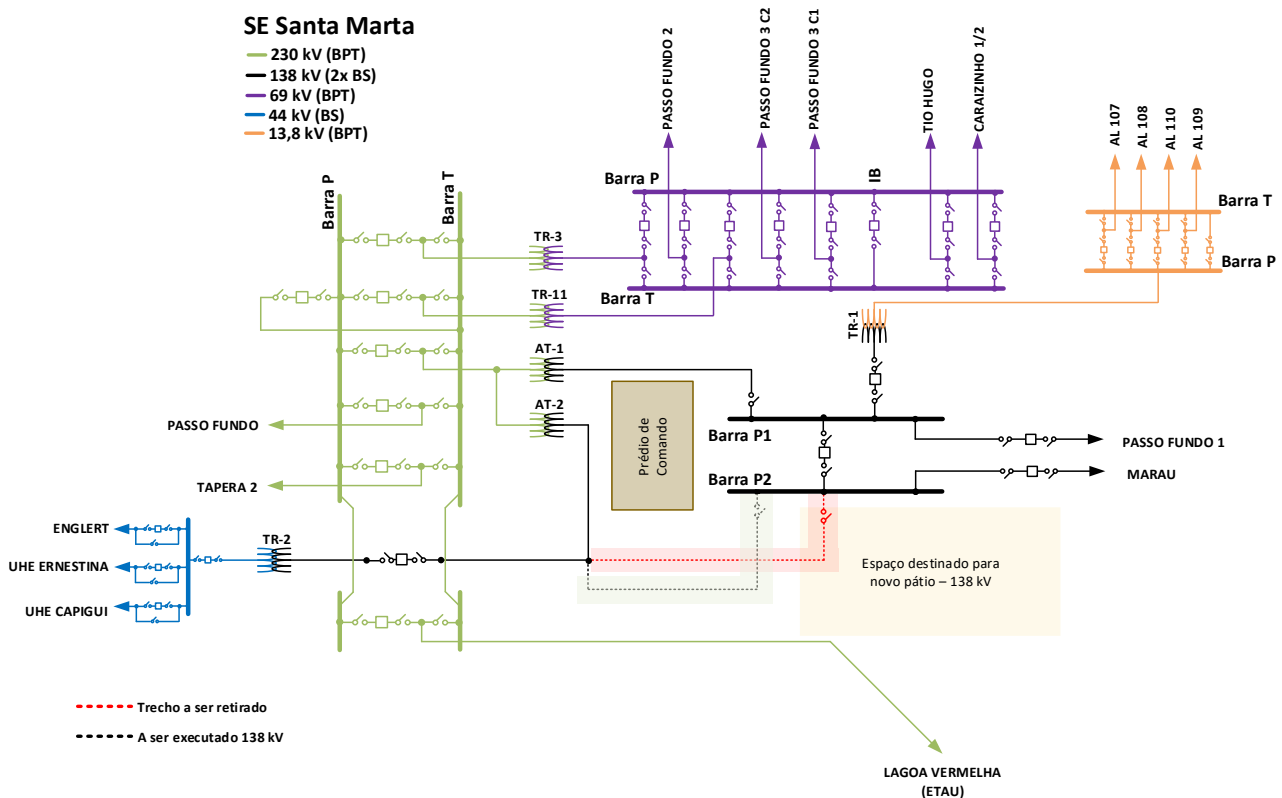 SE Santa Marta
230 kV (BPT)
138 kV (2x BS)
69 kV (BPT)
44 kV (BS)
13,8 kV (BPT)
PASSO FUNDO 2
PASSO FUNDO 3 C2
PASSO FUNDO 3 C1
TIO HUGO
CARAIZINHO 1/2
AL 107
AL 108
AL 110
AL 109
Barra P
Barra T
Barra P
IB
Barra T
Barra T
Barra P
TR-3
TR-11
TR-1
AT-1
AT-2
Prédio de
Comando
Barra P1
Barra P2
PASSO FUNDO 1
MARAU
PASSO FUNDO
TAPERA 2
ENGLERT
UHE ERNESTINA
UHE CAPIGUI
TR-2
Espaço destinado para
novo pátio – 138 kV
Trecho a ser retirado
A ser executado 138 kV
LAGOA VERMELHA
(ETAU)